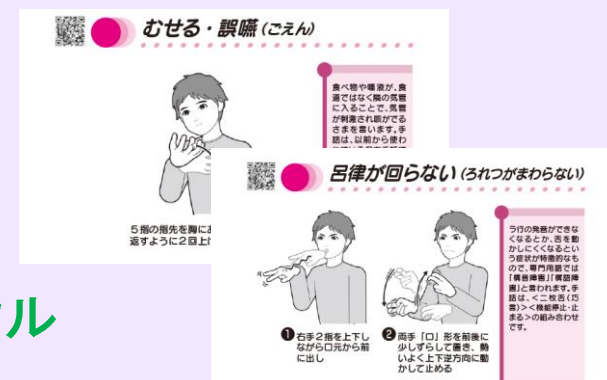 むせる・誤嚥(ごえん)
食べ物や唾液が、食
道ではなく隣の気管
に入ることで、気管
が刺激され咳がでる
さまを言います。手
話は、以前から使わ
5指の指先を胸に
返すように2回上げ
呂律が回らない(ろれつがまわらない)
ラ行の発音ができな
くなるとか、舌を動
かしにくくなるとい
う症状が特徴的なも
ので、専門用語では
「構音障害」「構語障
害」と言われます。手
話は、<二枚舌(巧
言)><機能停止・止
まる>の組み合わせ
です。
❶右手2指を上下し
ながら口元から前
に出し
❷両手「ロ」形を前後に
少しずらして置き、勢
いよく上下逆方向に動
かして止める
ル